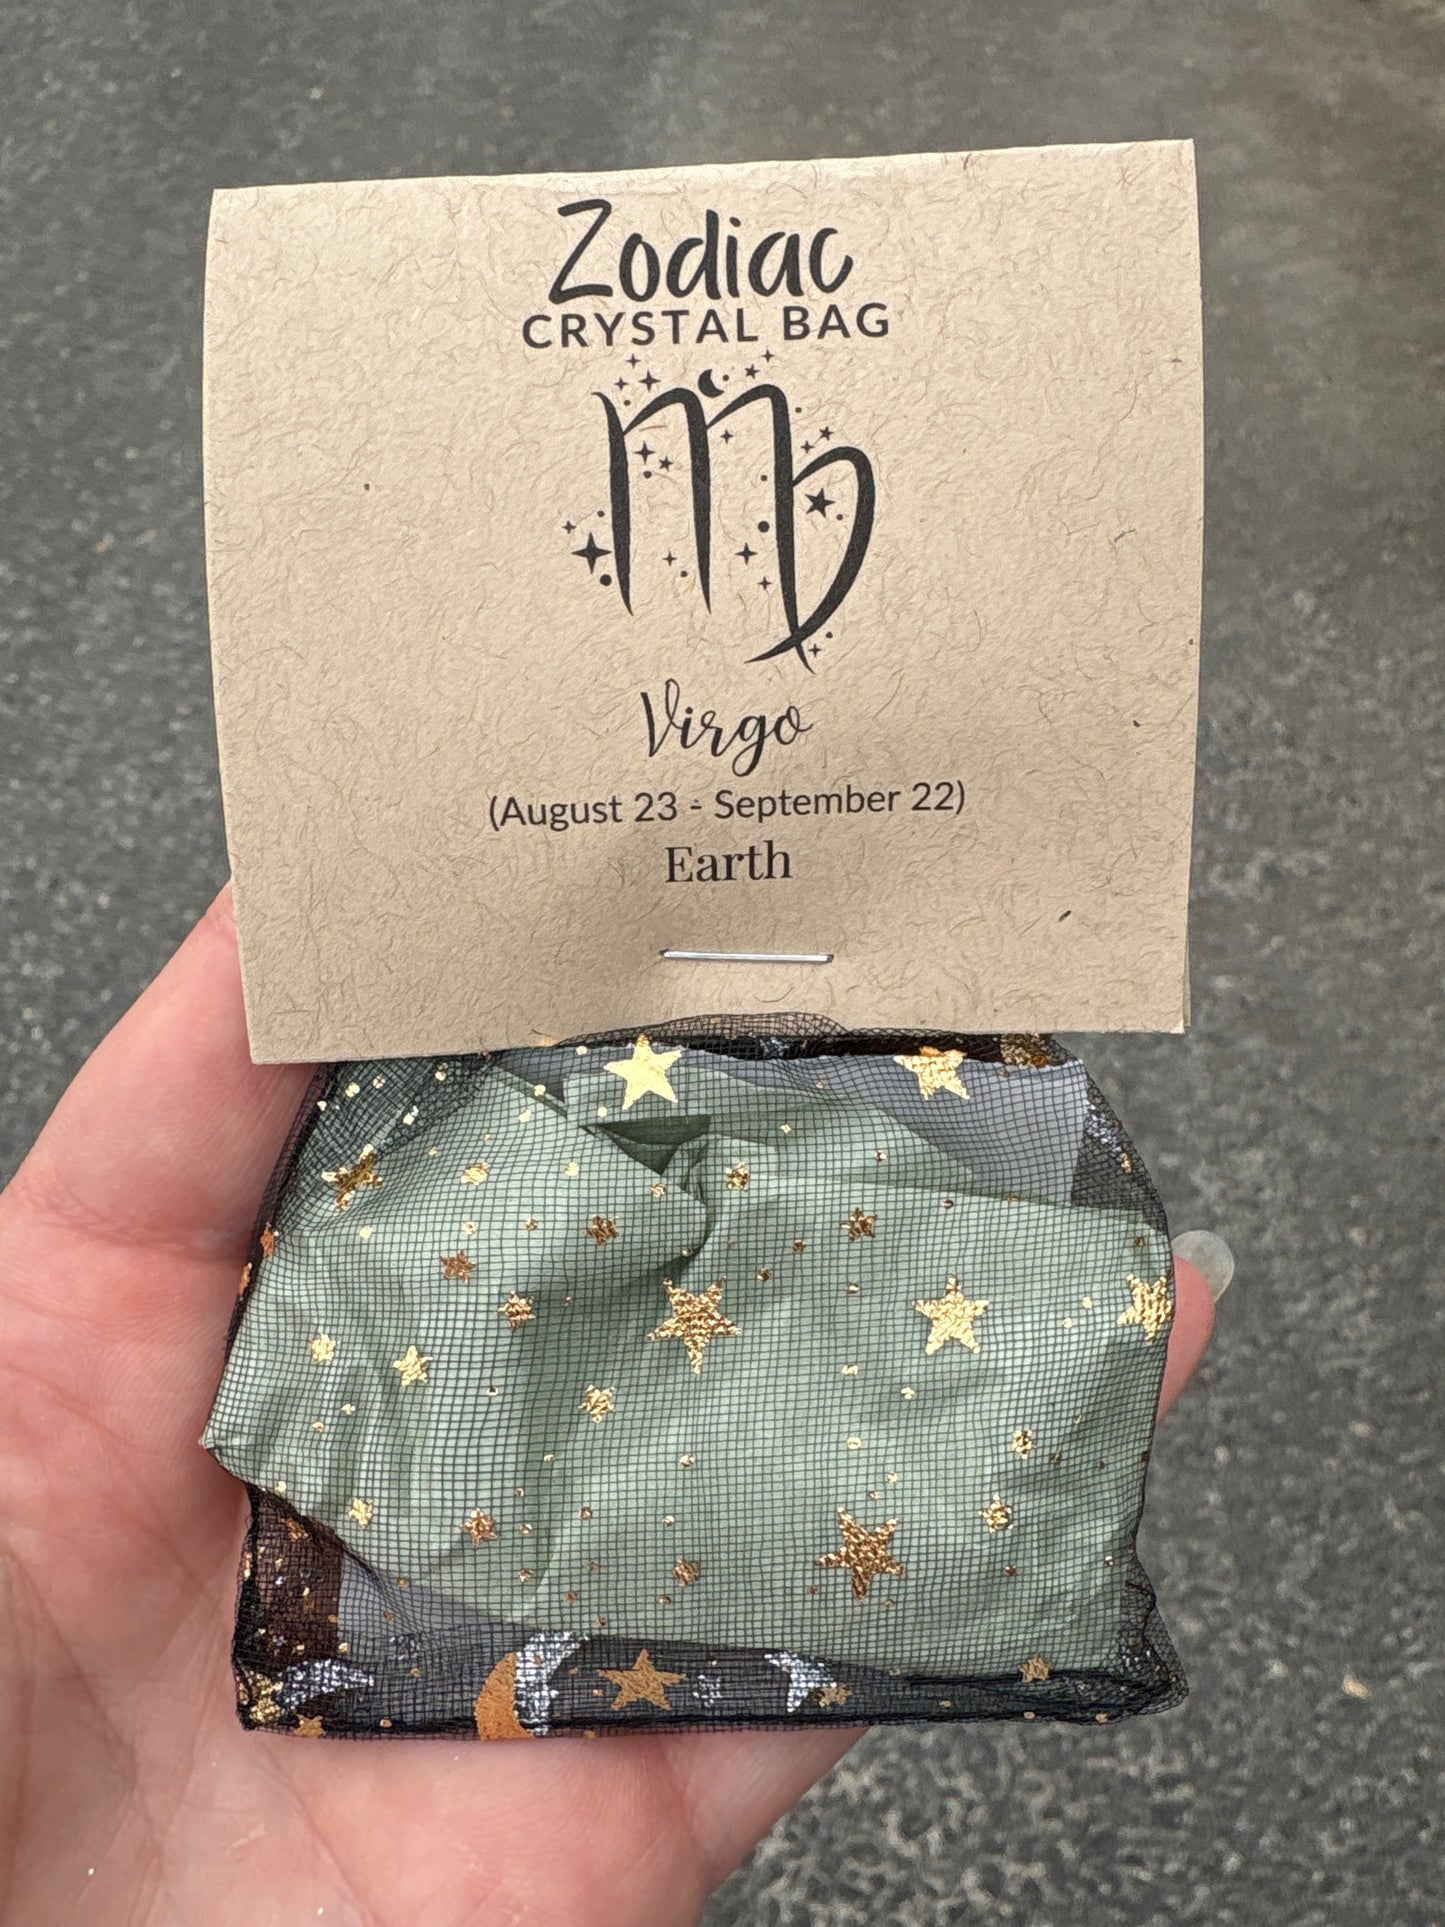 Zodiac
CRYSTAL BAG
Virgo
(August 23 - September 22)
Earth